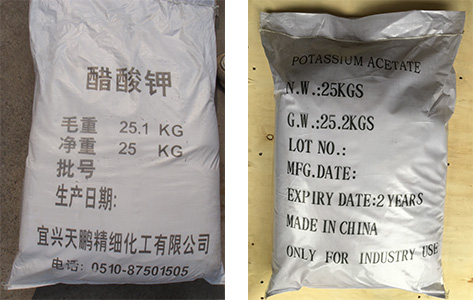 醋酸钾
毛重 25.1 KG
净重 25 KG
批号
生产日期:
宜兴天鹏精细化工有限公司
电话: 0510-87501505
POTASSIUM ACETATE
N.W.:25KGS
G.W.:25.2KGS
LOT NO.:
MFG.DATE:
EXPIRY DATE:2 YEARS
MADE IN CHINA
ONLY FOR INDUSTRY USE